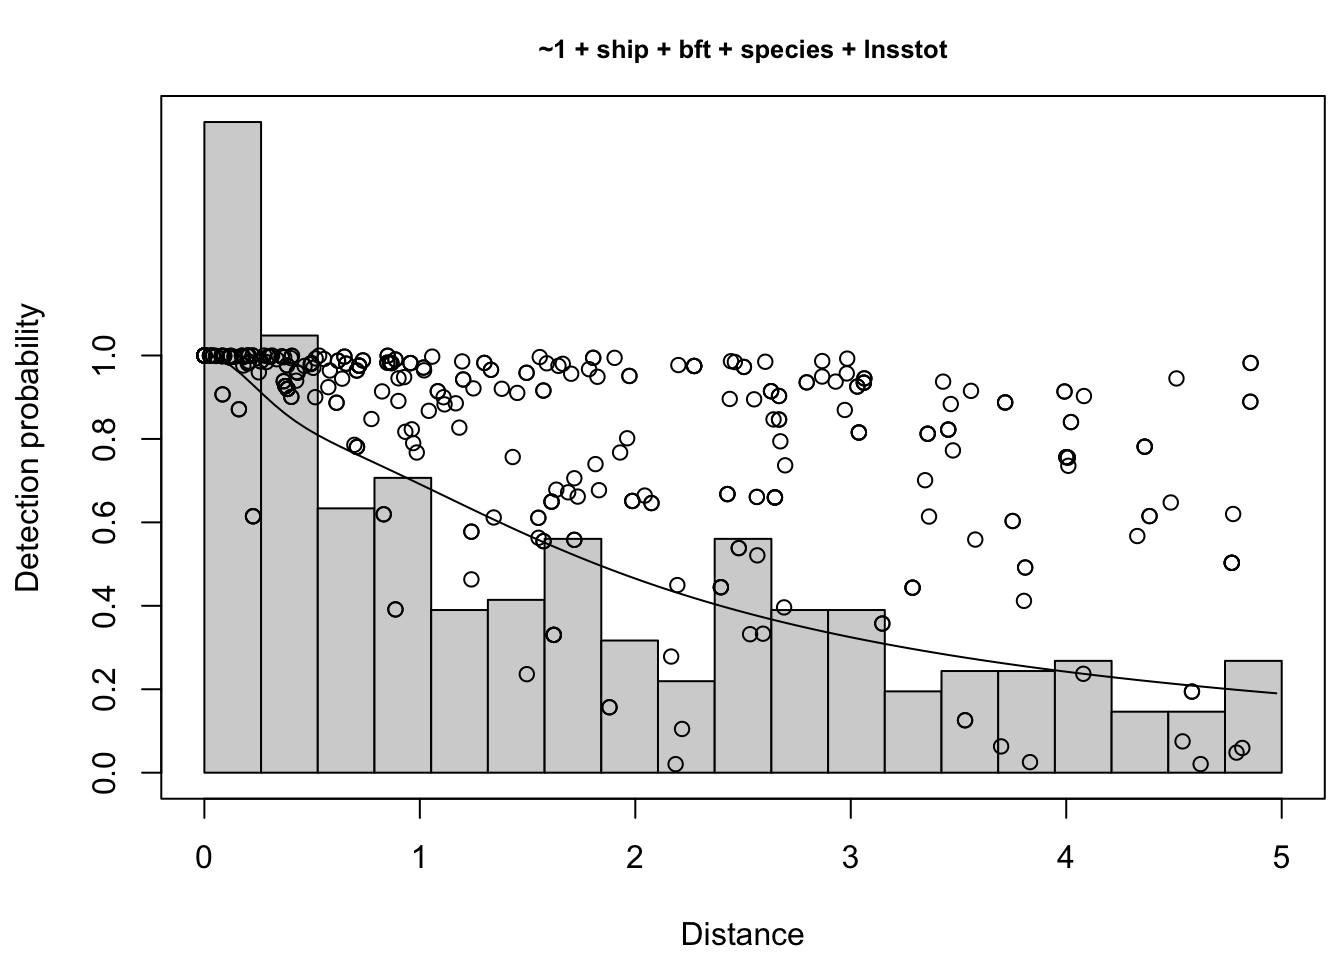 ~1 + ship + bft + species + lnsstot
Detection probability
1.0
0.8
0.6
0.4
0.2
0.0
0 1 2 3 4 5
Distance